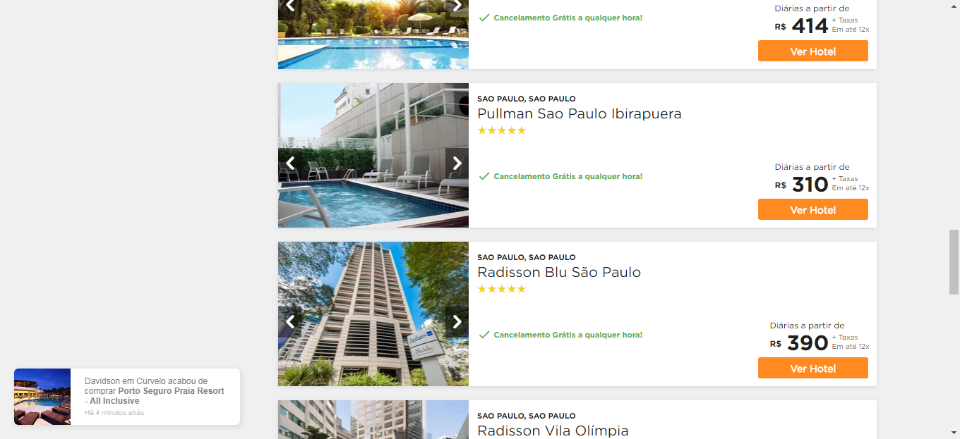 Diárias a partir de
Cancelamento Grátis a qualquer hora!
R$ 414 + Taxas
Em até 12x
Ver Hotel
SAO PAULO, SAO PAULO
Pullman Sao Paulo Ibirapuera
Diárias a partir de
Cancelamento Grátis a qualquer hora!
R$ 310 + Taxas
Em até 12x
Ver Hotel
SAO PAULO, SAO PAULO
Radisson Blu São Paulo
Diárias a partir de
Cancelamento Grátis a qualquer hora!
R$ 390 + Taxas
Em até 12x
Ver Hotel
Davidson em Curvelo acabou de
comprar Porto Seguro Praia Resort
- All Inclusive
Há 4 minutos atrás
SAO PAULO, SAO PAULO
Radisson Vila Olímpia